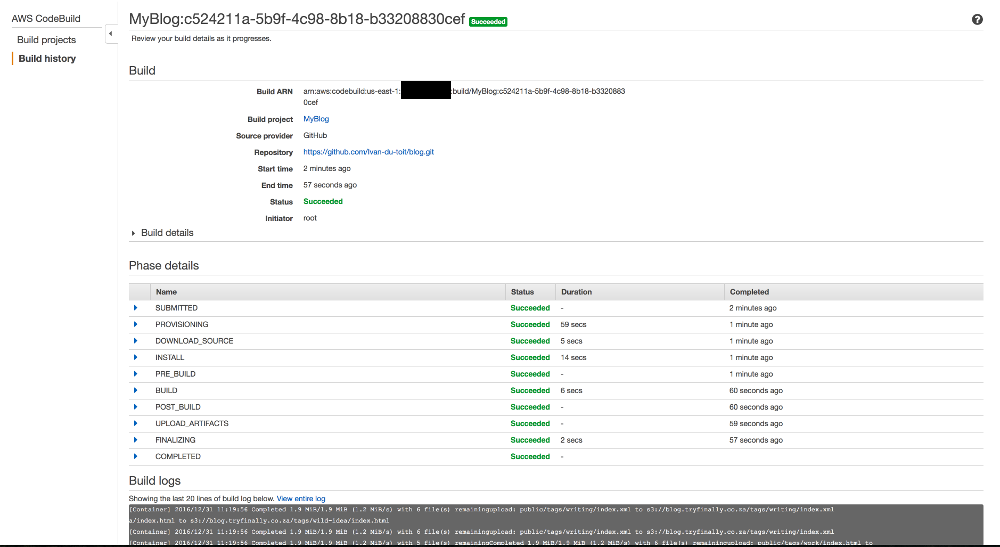 AWS CodeBuild
Build projects
Build history
MyBlog:c524211a-5b9f-4c98-8b18-b33208830cef Succeeded
Review your build details as it progresses.
Build
Build ARN arn:aws:codebuild:us-east-1: :build/MyBlog:c524211a-5b9f-4c98-8b18-b3320883
0cef
Build project MyBlog
Source provider GitHub
Repository https://github.com/Ivan-du-toit/blog.git
Start time 2 minutes ago
End time 57 seconds ago
Status Succeeded
Initiator root
Build details
Phase details
Name Status Duration Completed
SUBMITTED Succeeded - 2 minutes ago
PROVISIONING Succeeded 59 secs 1 minute ago
DOWNLOAD_SOURCE Succeeded 5 secs 1 minute ago
INSTALL Succeeded 14 secs 1 minute ago
PRE_BUILD Succeeded - 1 minute ago
BUILD Succeeded 6 secs 60 seconds ago
POST_BUILD Succeeded - 60 seconds ago
UPLOAD_ARTIFACTS Succeeded - 59 seconds ago
FINALIZING Succeeded 2 secs 57 seconds ago
COMPLETED Succeeded -
Build logs
Showing the last 20 lines of build log below. View entire log
[Container] 2016/12/31 11:19:56 Completed 1.9 MiB/1.9 MiB (1.2 MiB/s) with 6 file(s) remainingupload: public/tags/writing/index.xml to s3://blog.tryfinally.co.za/tags/writing/index.xml
a/index.html to s3://blog.tryfinally.co.za/tags/wild-idea/index.html
[Container] 2016/12/31 11:19:56 Completed 1.9 MiB/1.9 MiB (1.2 MiB/s) with 6 file(s) remainingupload: public/tags/writing/index.xml to s3://blog.tryfinally.co.za/tags/writing/index.xml
[Container] 2016/12/31 11:19:56 Completed 1.9 MiB/1.9 MiB (1.2 MiB/s) with 5 file(s) remainingCompleted 1.9 MiB/1.9 MiB (1.2 MiB/s) with 6 file(s) remainingupload: public/tags/work/index.html to